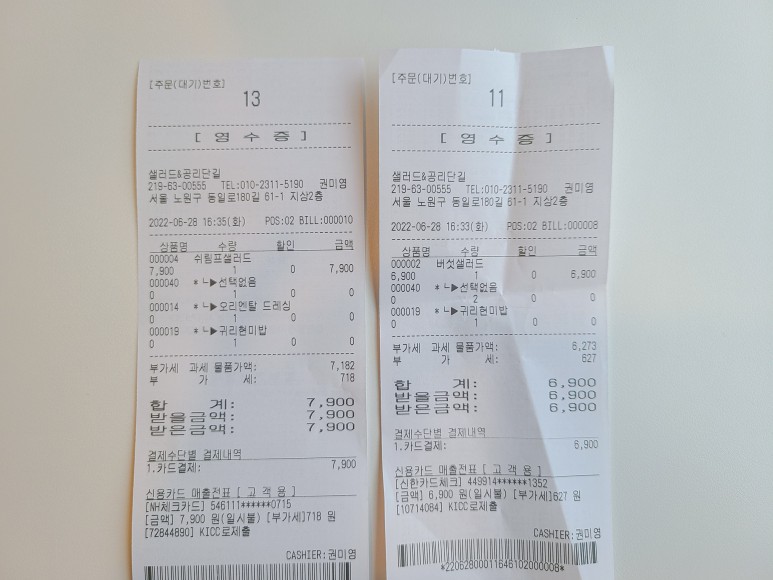 [주문(대기)번호]
13
[ 영 수 증 ]
샐러드&공리단길
219-63-00555 TEL:010-2311-5190 권미영
서울 노원구 동일로180길 61-1 지상2층
2022-06-28 16:35(화) POS:02 BILL:000010
상품명 수량 할인 금액
000004 쉬림프샐러드
7,900 1 0 7,900
000040 * ㄴ▶선택없음
0 1 0 0
000014 * ㄴ▶오리엔탈 드레싱
0 1 0 0
000019 * ㄴ▶귀리현미밥
0 1 0 0
부가세 과세 물품가액: 7,182
부 가 세: 718
합 계: 7,900
받을금액: 7,900
받은금액: 7,900
결제수단별 결제내역
1.카드결제: 7,900
신용카드 매출전표 [ 고 객 용 ]
[NH체크카드] 546111******0715
[금액] 7,900 원(일시불) [부가세]718 원
[72844890] KICC로제출
CASHIER:권미영
[주문(대기)번호]
11
[ 영 수 증 ]
샐러드&공리단길
219-63-00555 TEL:010-2311-5190 권미영
서울 노원구 동일로180길 61-1 지상2층
2022-06-28 16:33(화) POS:02 BILL:000008
상품명 수량 할인 금액
000002 버섯샐러드
6,900 1 0 6,900
000040 * ㄴ▶선택없음
0 2 0 0
000019 * ㄴ▶귀리현미밥
0 1 0 0
부가세 과세 물품가액: 6,273
부 가 세: 627
합 계: 6,900
받을금액: 6,900
받은금액: 6,900
결제수단별 결제내역
1.카드결제: 6,900
신용카드 매출전표 [ 고 객 용 ]
[신한카드체크] 449914******1352
[금액] 6,900 원(일시불) [부가세]627 원
[10714084] KICC로제출
CASHIER:권미영
*2206280001164610200008*